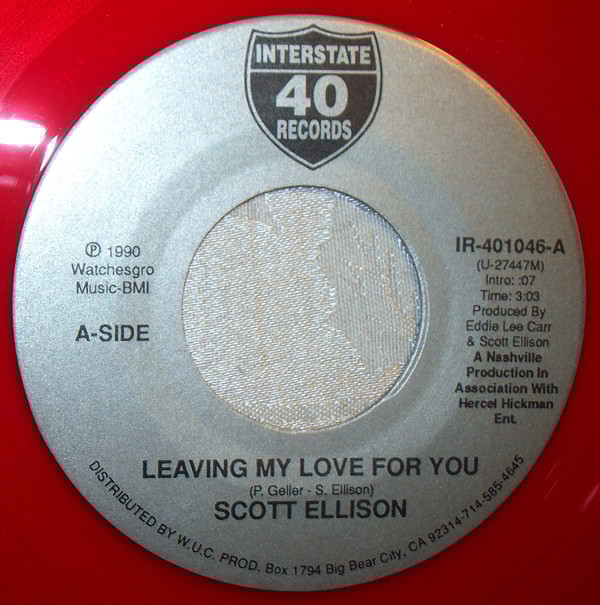 INTERSTATE
40
RECORDS
℗ 1990
Watchesgro
Music-BMI
A-SIDE
IR-401046-A
(U-27447M)
Intro: :07
Time: 3:03
Produced By
Eddie Lee Carr
& Scott Ellison
A Nashville
Production In
Association With
Hercel Hickman
Ent.
LEAVING MY LOVE FOR YOU
(P. Geller - S. Ellison)
SCOTT ELLISON
DISTRIBUTED BY W.U.C. PROD. Box 1794 Big Bear City, CA 92314-714-585-4645